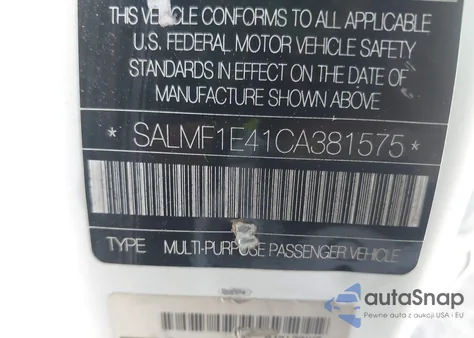 THIS VEHICLE CONFORMS TO ALL APPLICABLE
U.S. FEDERAL MOTOR VEHICLE SAFETY
STANDARDS IN EFFECT ON THE DATE OF
MANUFACTURE SHOWN ABOVE
* SALMF1E41CA381575 *
TYPE MULTI-PURPOSE PASSENGER VEHICLE
autoSnap
Pewne auta z aukcji USA i EU